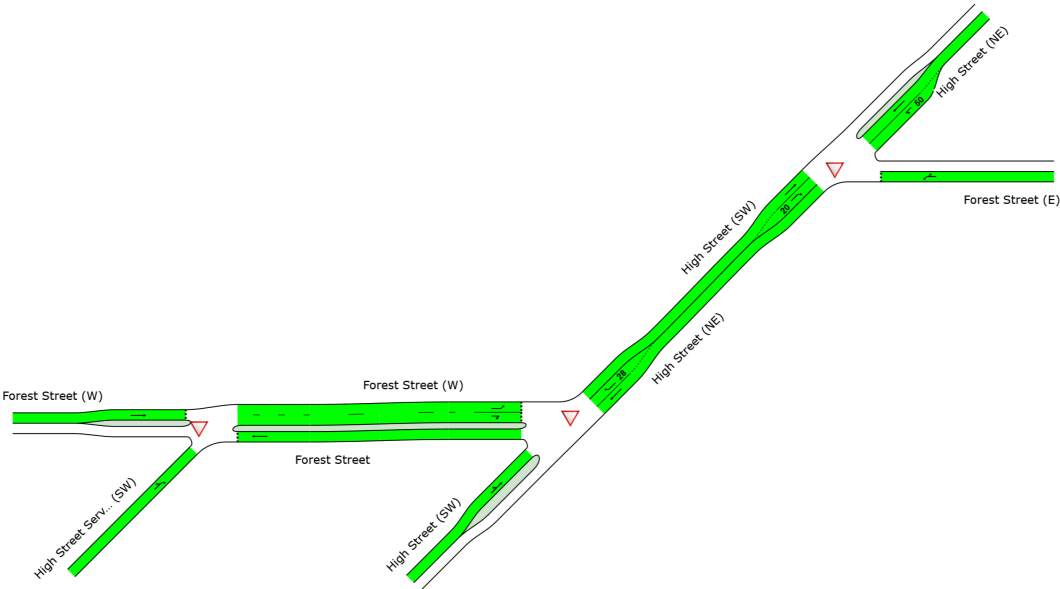 High Street (NE)
50
Forest Street (E)
High Street (SW)
20
High Street (NE)
28
Forest Street (W)
Forest Street (W)
Forest Street
High Street Serv... (SW)
High Street (SW)